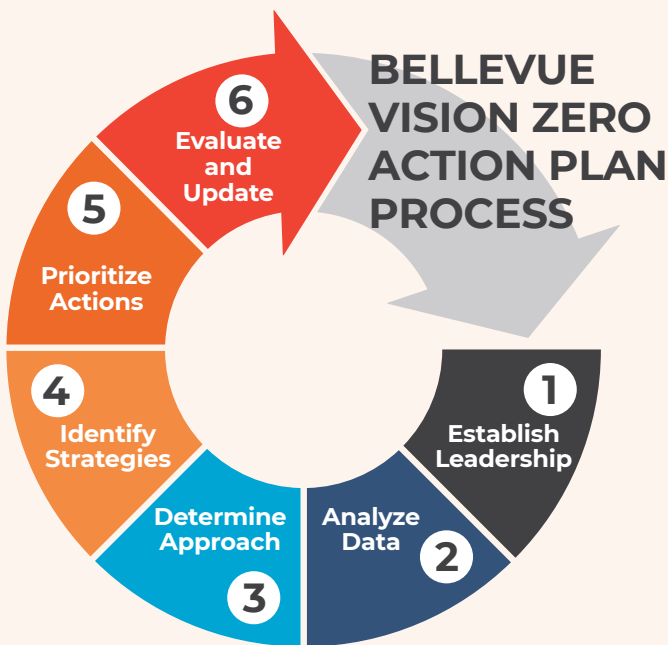 BELLEVUE
VISION ZERO
ACTION PLAN
PROCESS
1
Establish
Leadership
2
Analyze
Data
3
Determine
Approach
4
Identify
Strategies
5
Prioritize
Actions
6
Evaluate
and
Update